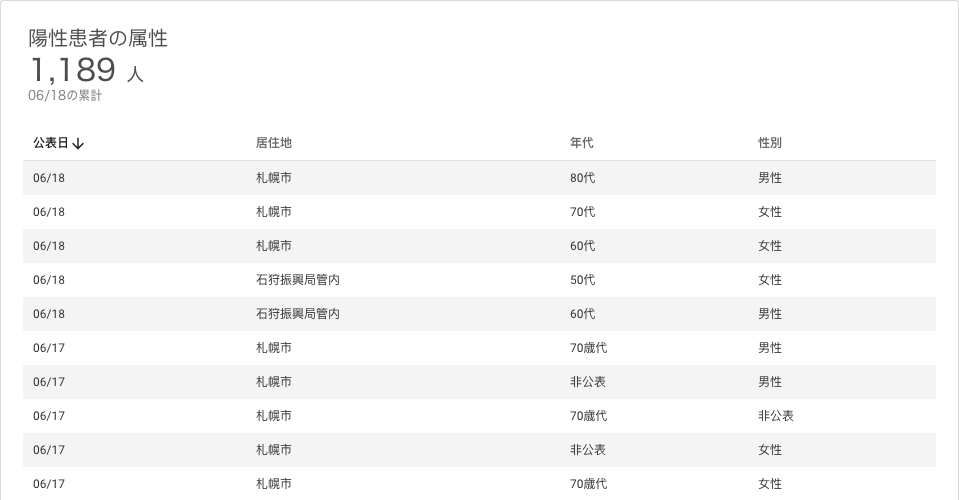 陽性患者の属性
1,189 人
06/18の累計
公表日↓ 居住地 年代 性別
06/18 札幌市 80代 男性
06/18 札幌市 70代 女性
06/18 札幌市 60代 女性
06/18 石狩振興局管内 50代 女性
06/18 石狩振興局管内 60代 男性
06/17 札幌市 70歳代 男性
06/17 札幌市 非公表 男性
06/17 札幌市 70歳代 非公表
06/17 札幌市 非公表 女性
06/17 札幌市 70歳代 女性